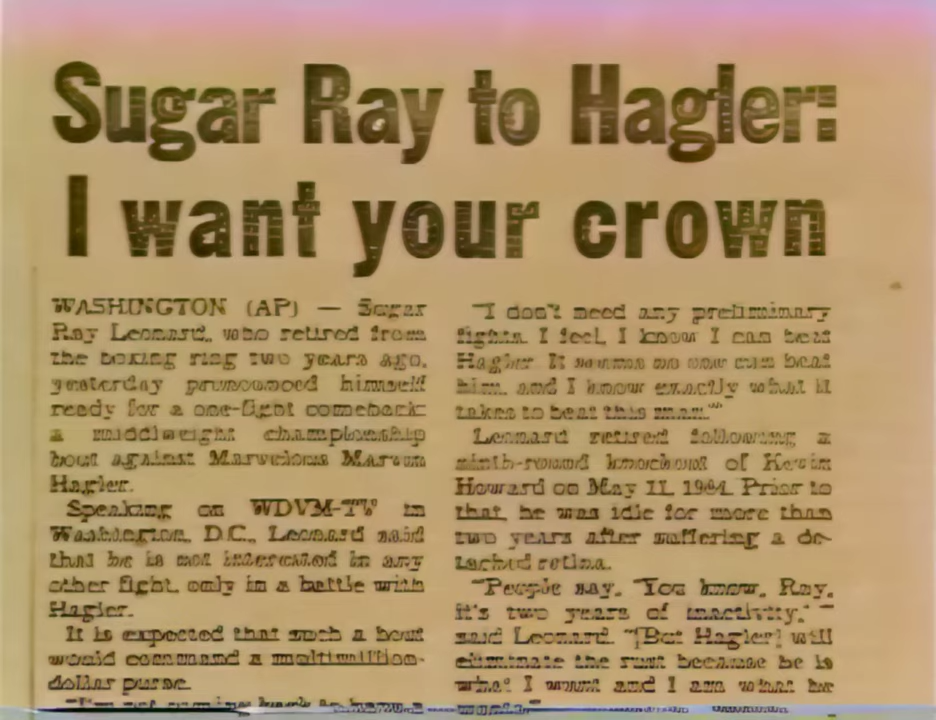 Sugar Ray to Hagler:
I want your crown
WASHINGTON (AP) — Sugar
Ray Leonard, who retired from
the boxing ring two years ago,
yesterday pronounced himself
ready for a one-fight comeback:
a middleweight championship
bout against Marvelous Marvin
Hagler.
Speaking on WDVM-TV in
Washington, D.C., Leonard said
that he is not interested in any
other fight, only in a battle with
Hagler.
It is expected that such a bout
would command a multimillion-
dollar purse.
"I'm not coming back to have a
"I don't need any preliminary
fights. I feel, I know I can beat
Hagler. It seems no one can beat
him, and I know exactly what it
takes to beat this man."
Leonard retired following a
ninth-round knockout of Kevin
Howard on May 11, 1984. Prior to
that, he was idle for more than
two years after suffering a de-
tached retina.
"People say, 'You know, Ray,
it's two years of inactivity,' "
said Leonard. "[But Hagler] will
eliminate the rust because he is
what I want and I am what he
wants."